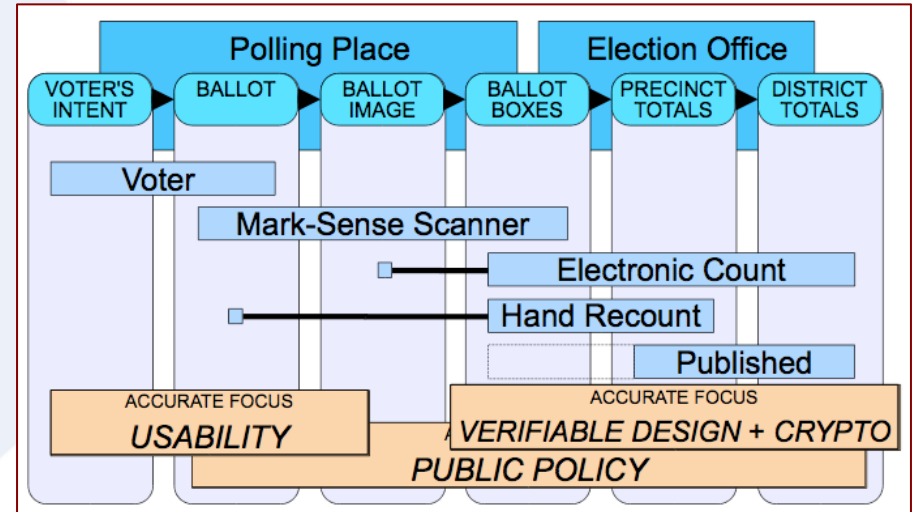 Polling Place
Election Office
VOTER'S
INTENT
BALLOT
BALLOT
IMAGE
BALLOT
BOXES
PRECINCT
TOTALS
DISTRICT
TOTALS
Voter
Mark-Sense Scanner
Electronic Count
Hand Recount
Published
ACCURATE FOCUS
USABILITY
ACCURATE FOCUS
VERIFIABLE DESIGN + CRYPTO
PUBLIC POLICY